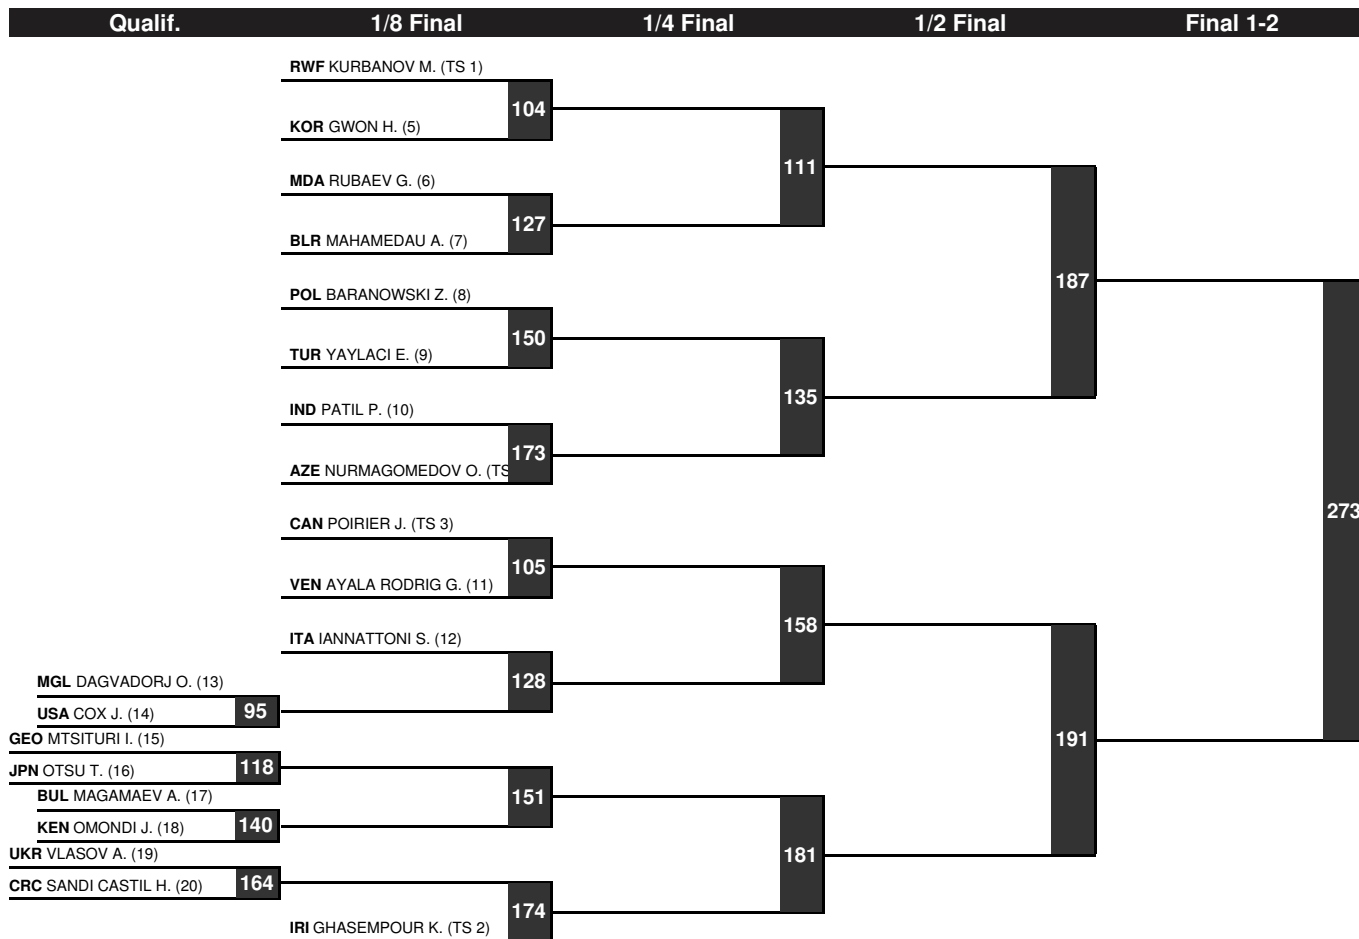 Qualif. 1/8 Final 1/4 Final 1/2 Final Final 1-2
RWF KURBANOV M. (TS 1)
104
KOR GWON H. (5)
111
MDA RUBAEV G. (6)
127
BLR MAHAMEDAU A. (7)
187
POL BARANOWSKI Z. (8)
150
TUR YAYLACI E. (9)
135
IND PATIL P. (10)
173
AZE NURMAGOMEDOV O. (TS
273
CAN POIRIER J. (TS 3)
105
VEN AYALA RODRIG G. (11)
158
ITA IANNATTONI S. (12)
128
MGL DAGVADORJ O. (13)
USA COX J. (14) 95
191
GEO MTSITURI I. (15)
JPN OTSU T. (16) 118
BUL MAGAMAEV A. (17)
151
KEN OMONDI J. (18) 140
181
UKR VLASOV A. (19)
CRC SANDI CASTIL H. (20) 164
174
IRI GHASEMPOUR K. (TS 2)